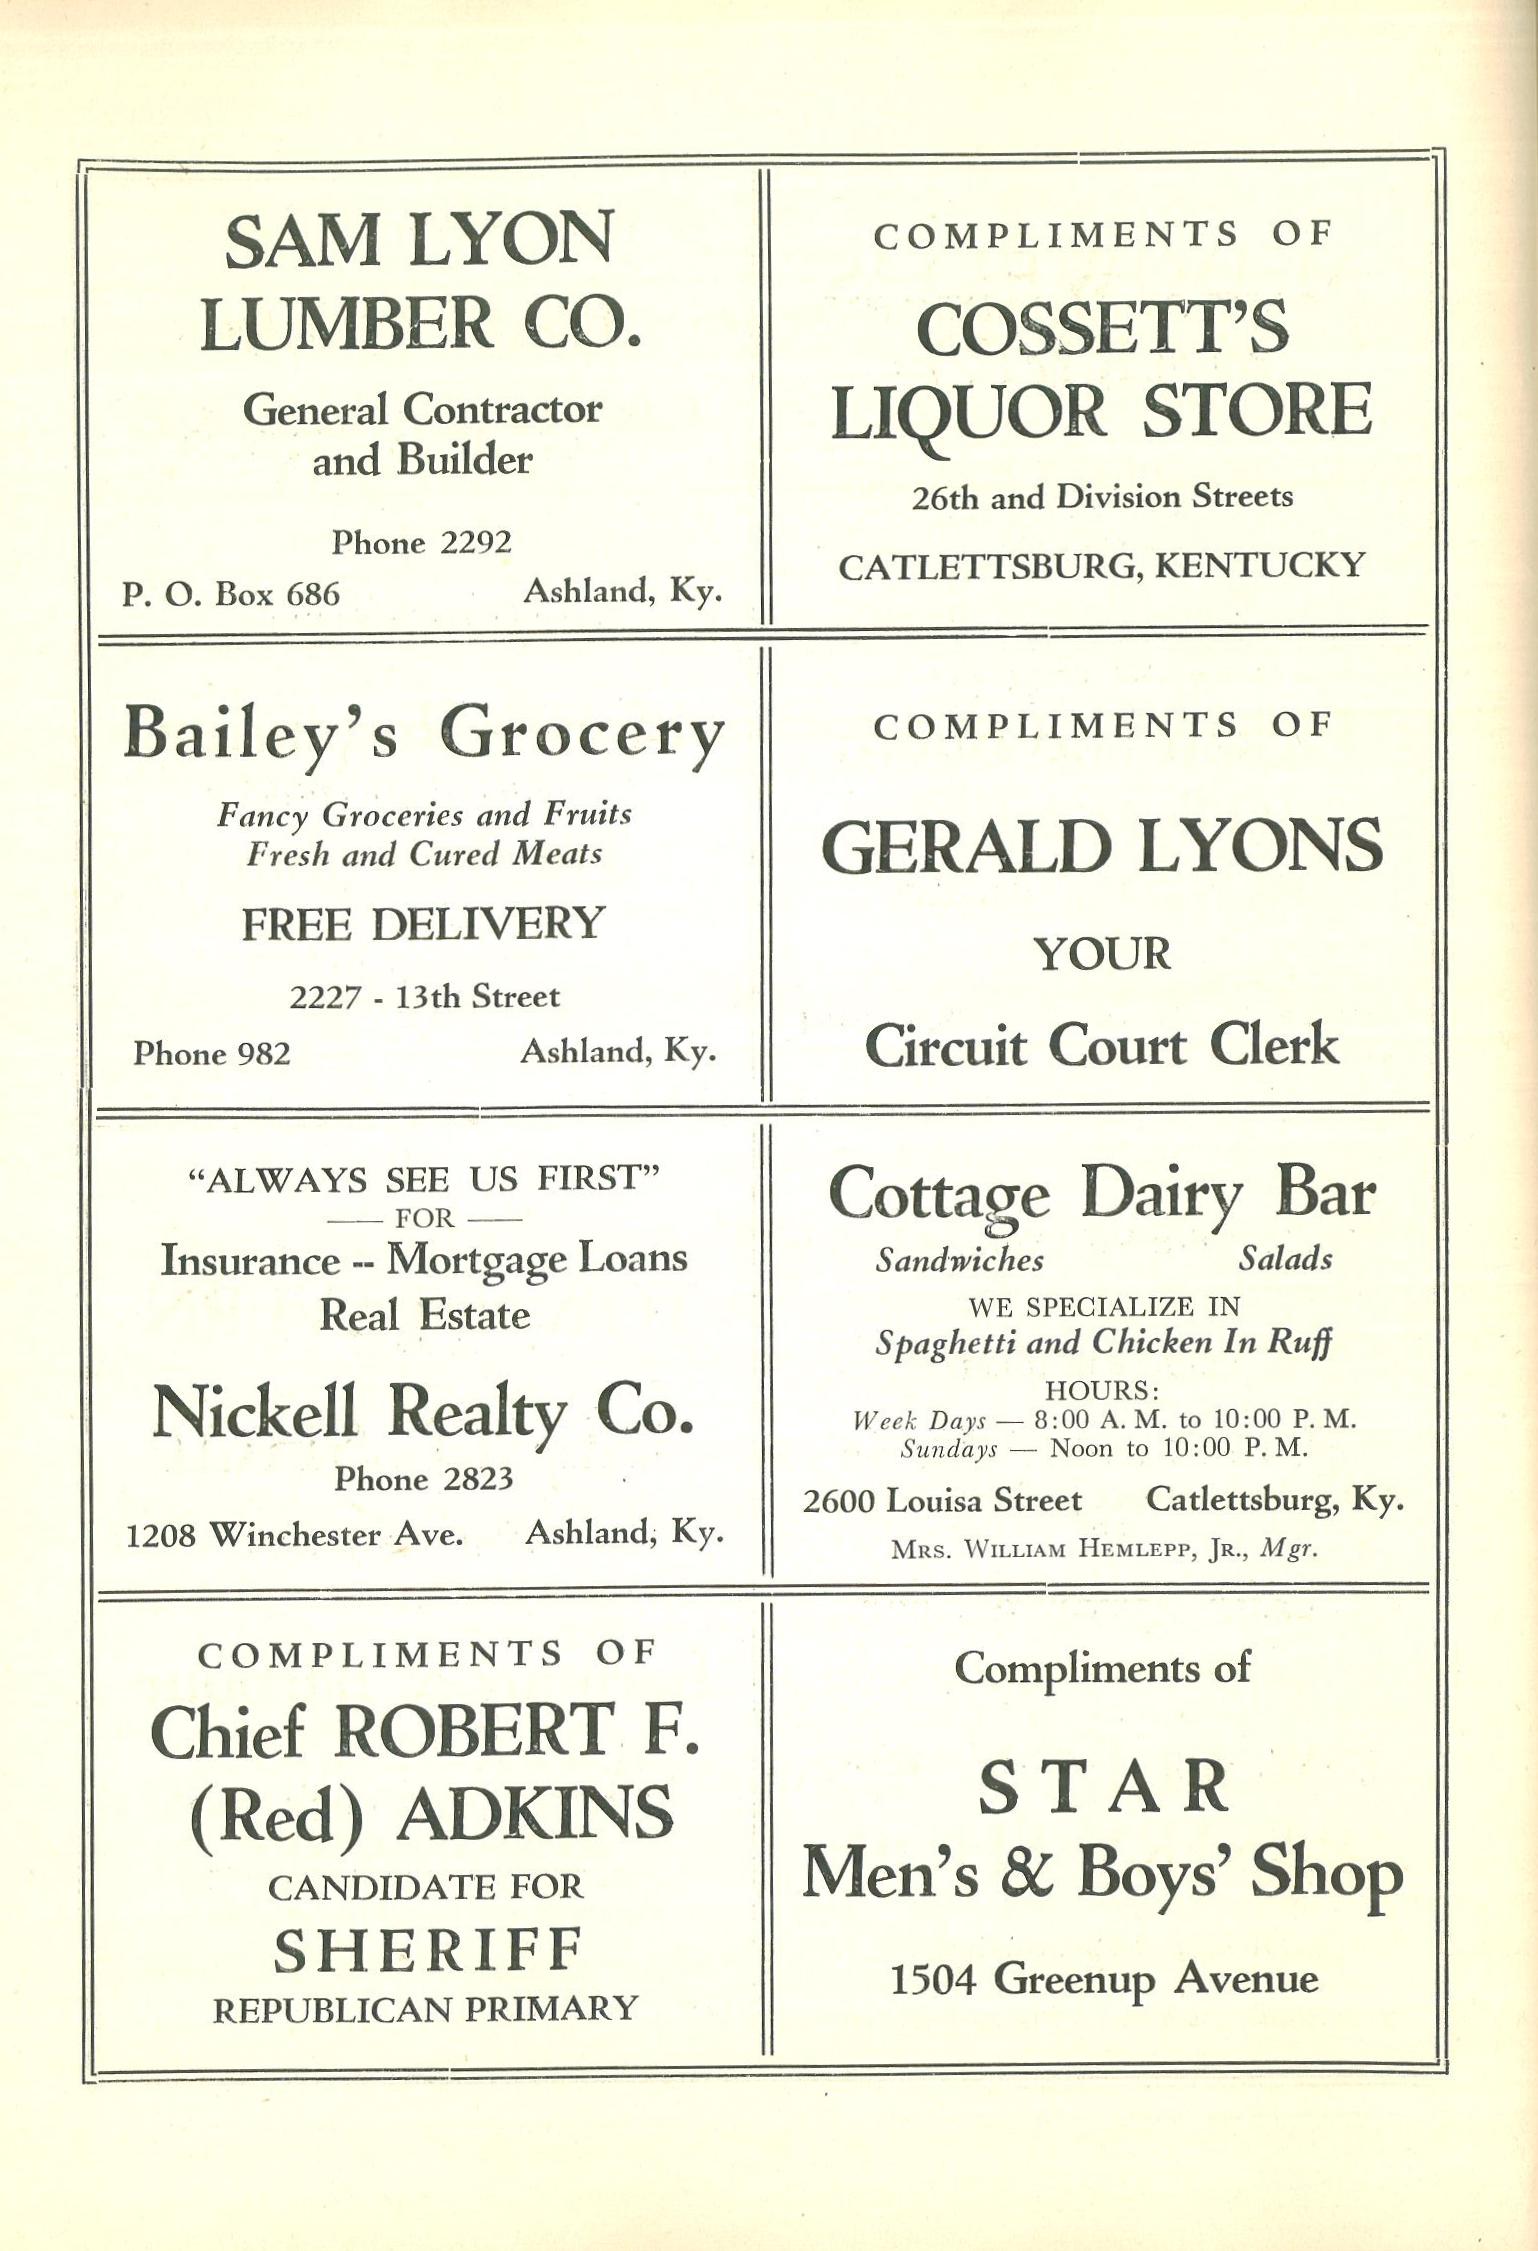 SAM LYON
LUMBER CO.
General Contractor
and Builder
Phone 2292
P. O. Box 686 Ashland, Ky.
COMPLIMENTS OF
COSSETT'S
LIQUOR STORE
26th and Division Streets
CATLETTSBURG, KENTUCKY
Bailey's Grocery
Fancy Groceries and Fruits
Fresh and Cured Meats
FREE DELIVERY
2227 - 13th Street
Phone 982 Ashland, Ky.
COMPLIMENTS OF
GERALD LYONS
YOUR
Circuit Court Clerk
"ALWAYS SEE US FIRST"
— FOR —
Insurance -- Mortgage Loans
Real Estate
Nickell Realty Co.
Phone 2823
1208 Winchester Ave. Ashland, Ky.
Cottage Dairy Bar
Sandwiches Salads
WE SPECIALIZE IN
Spaghetti and Chicken In Ruff
HOURS:
Week Days — 8:00 A. M. to 10:00 P. M.
Sundays — Noon to 10:00 P. M.
2600 Louisa Street Catlettsburg, Ky.
MRS. WILLIAM HEMLEPP, JR., Mgr.
COMPLIMENTS OF
Chief ROBERT F.
(Red) ADKINS
CANDIDATE FOR
SHERIFF
REPUBLICAN PRIMARY
Compliments of
STAR
Men's & Boys' Shop
1504 Greenup Avenue